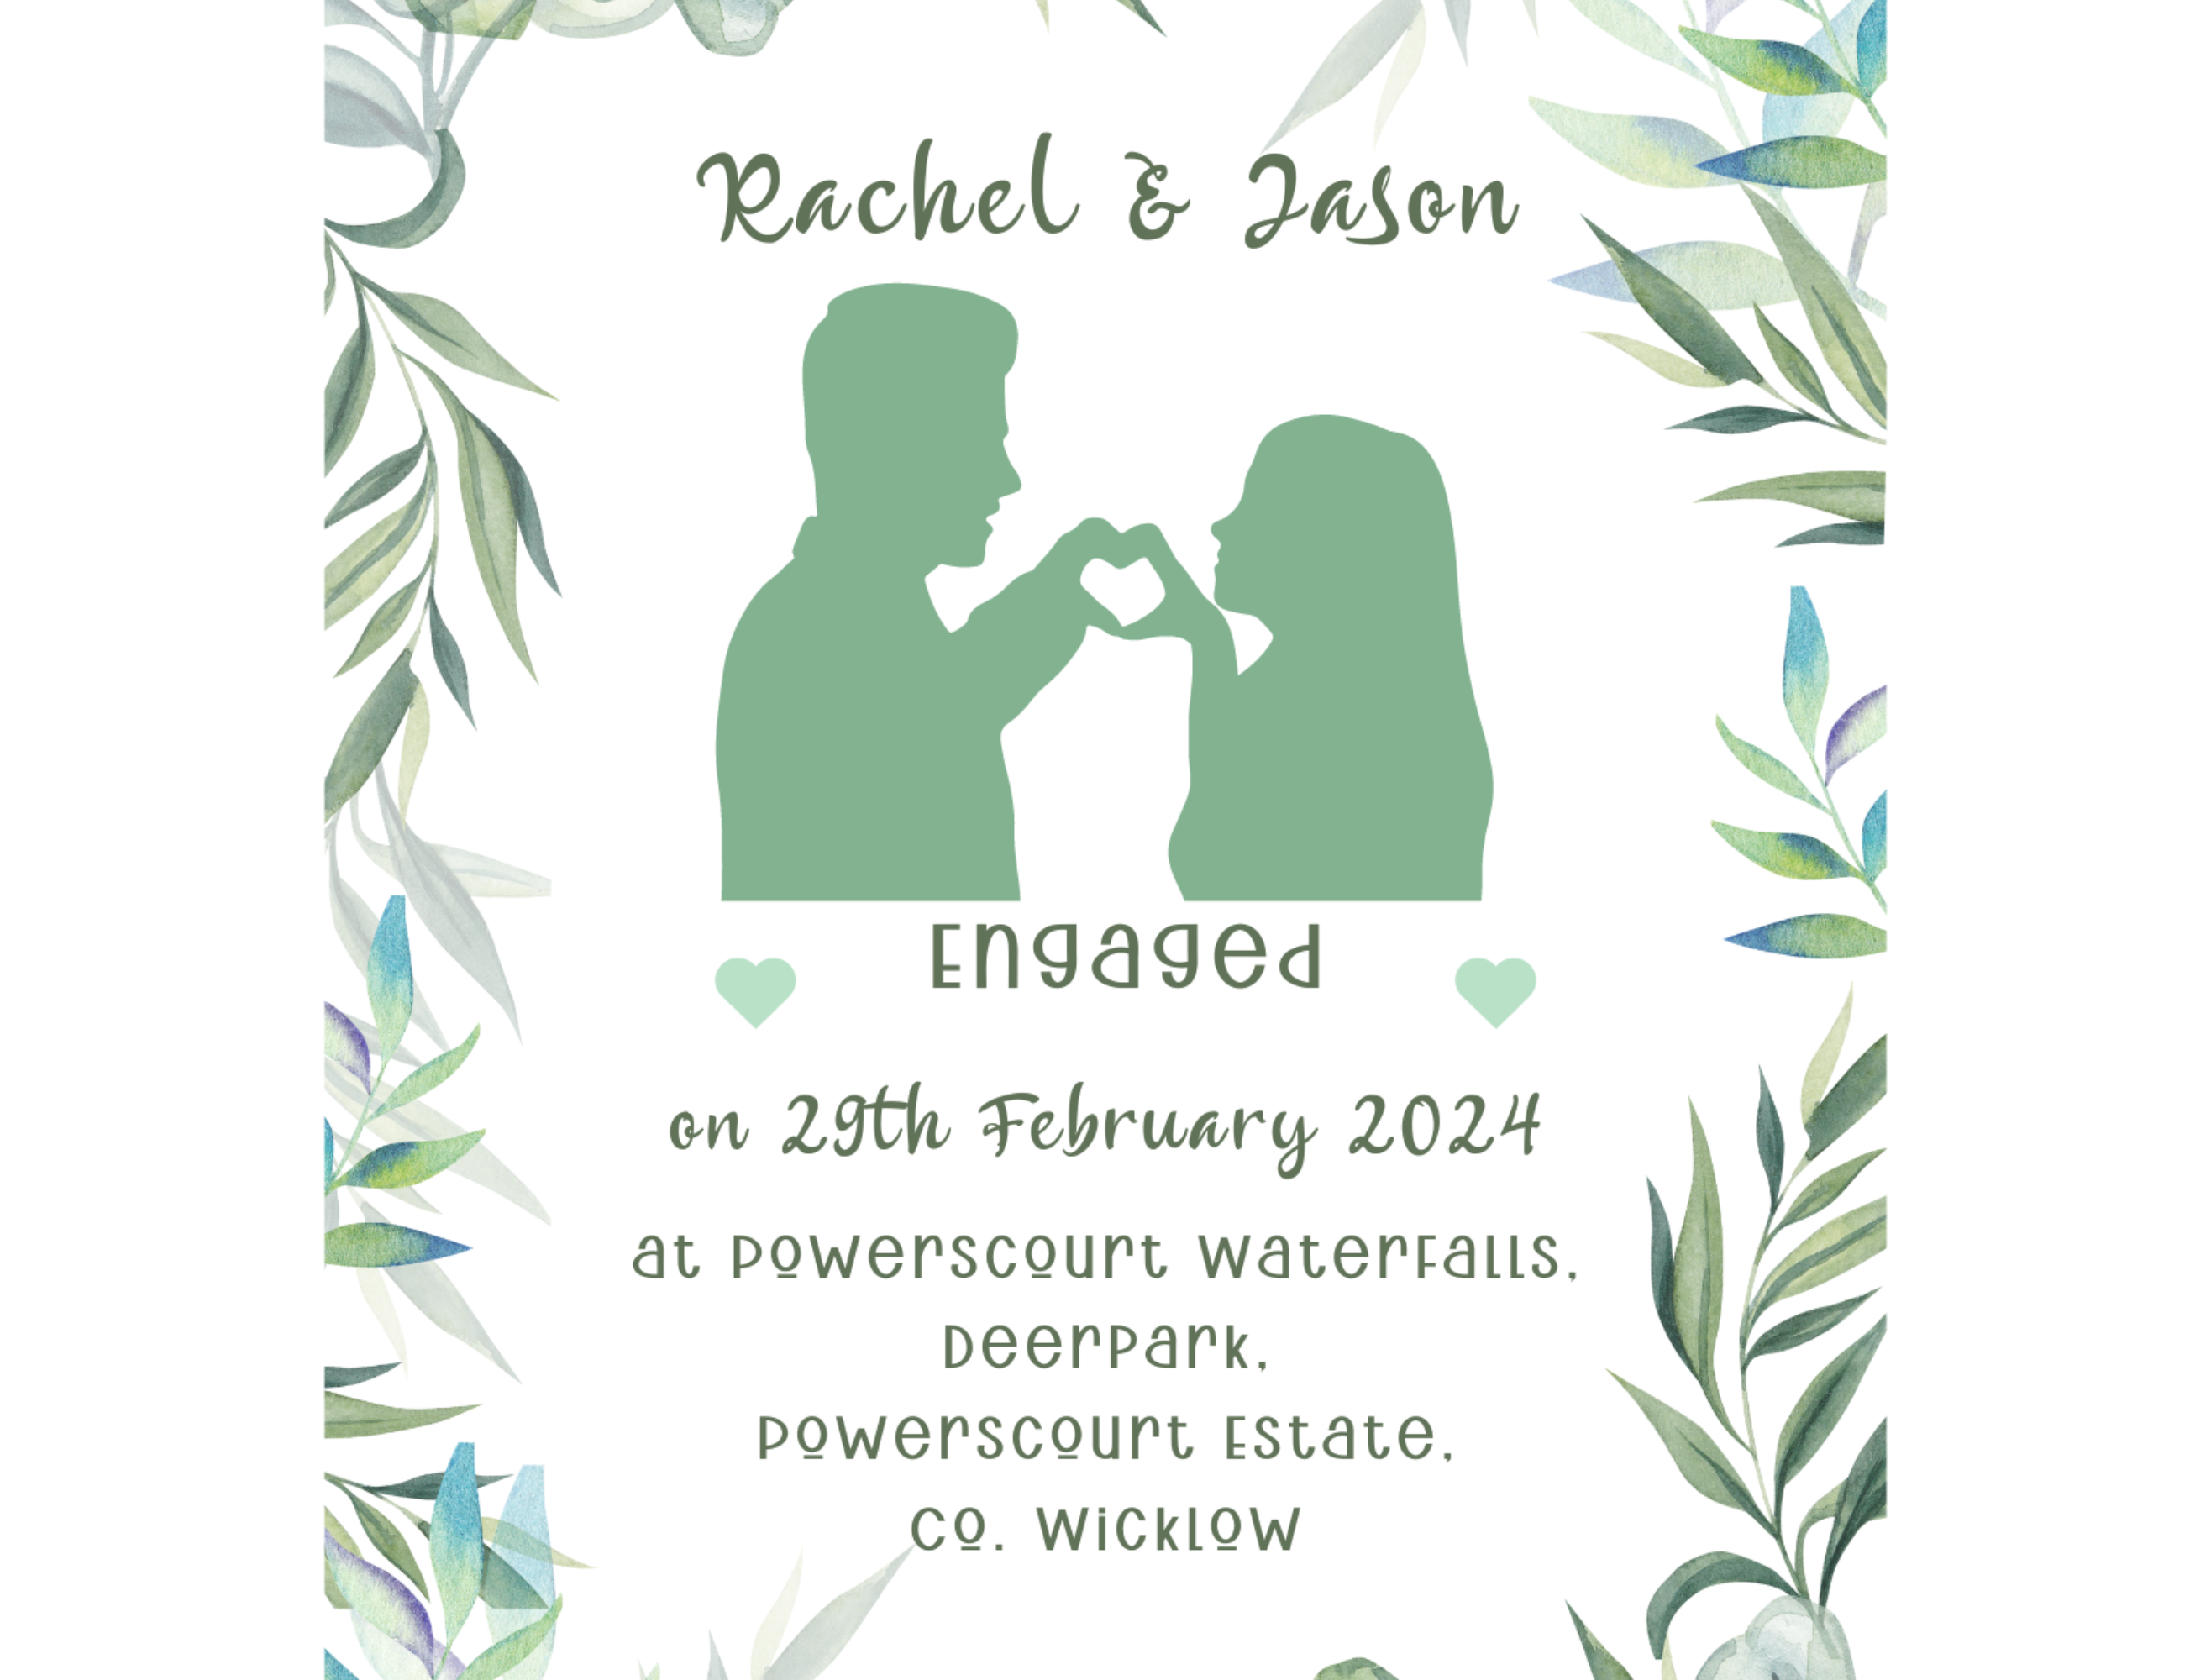 Rachel & Jason
Engaged
on 29th February 2024
at Powerscourt Waterfalls,
Deerpark,
Powerscourt Estate,
Co. Wicklow